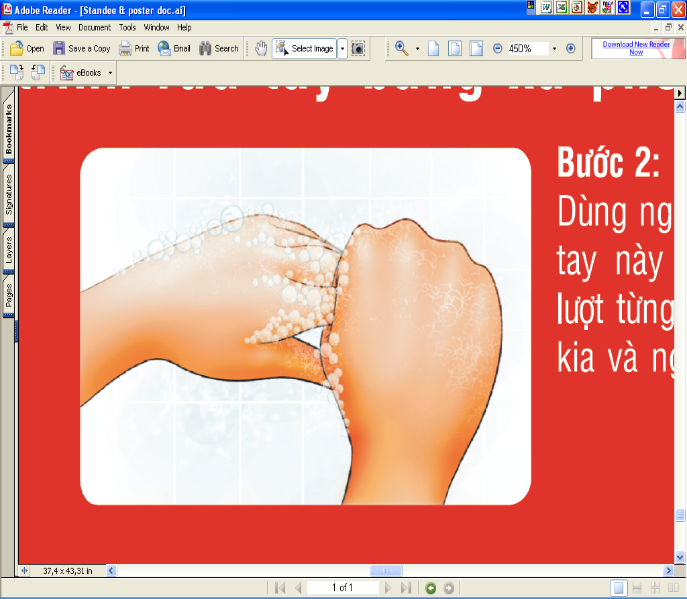 Adobe Reader - [Standee & poster doc.ai]
File Edit View Document Tools Window Help
Open Save a Copy Print Email Search Select Image 450% Download New Reader Now
eBooks
Bookmarks
Signatures
Layers
Pages
Bước 2:
Dùng ng
tay này
lượt từng
kia và ng
37,4 x 43,31 in
1 of 1